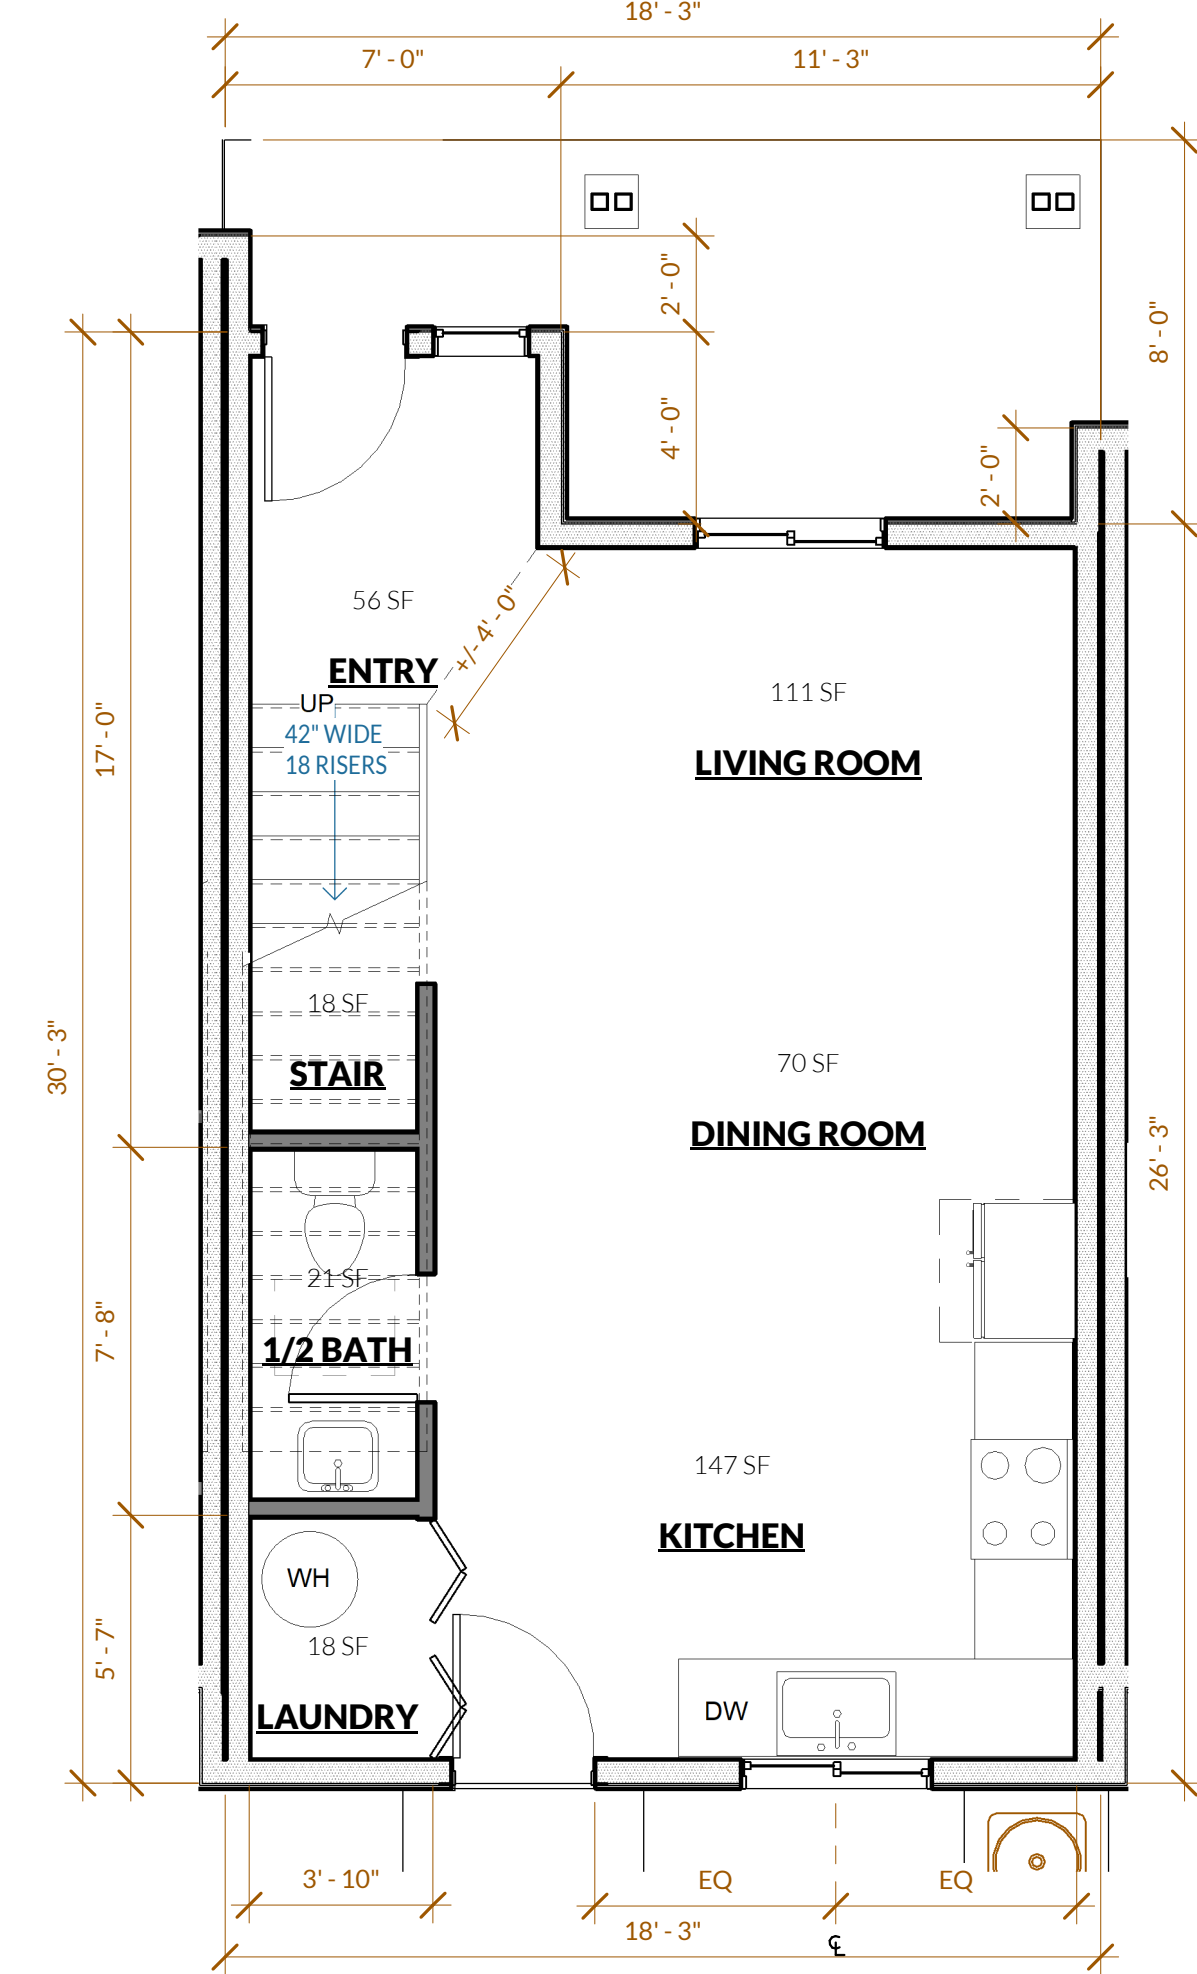 18' - 3"
7' - 0"
11' - 3"
2' - 0"
8' - 0"
4' - 0"
2' - 0"
56 SF
ENTRY
+/- 4' - 0"
UP
42" WIDE
18 RISERS
111 SF
LIVING ROOM
17' - 0"
30' - 3"
18 SF
STAIR
70 SF
DINING ROOM
26' - 3"
21 SF
1/2 BATH
7' - 8"
147 SF
KITCHEN
WH
18 SF
LAUNDRY
5' - 7"
DW
3' - 10"
EQ
EQ
18' - 3"
℄